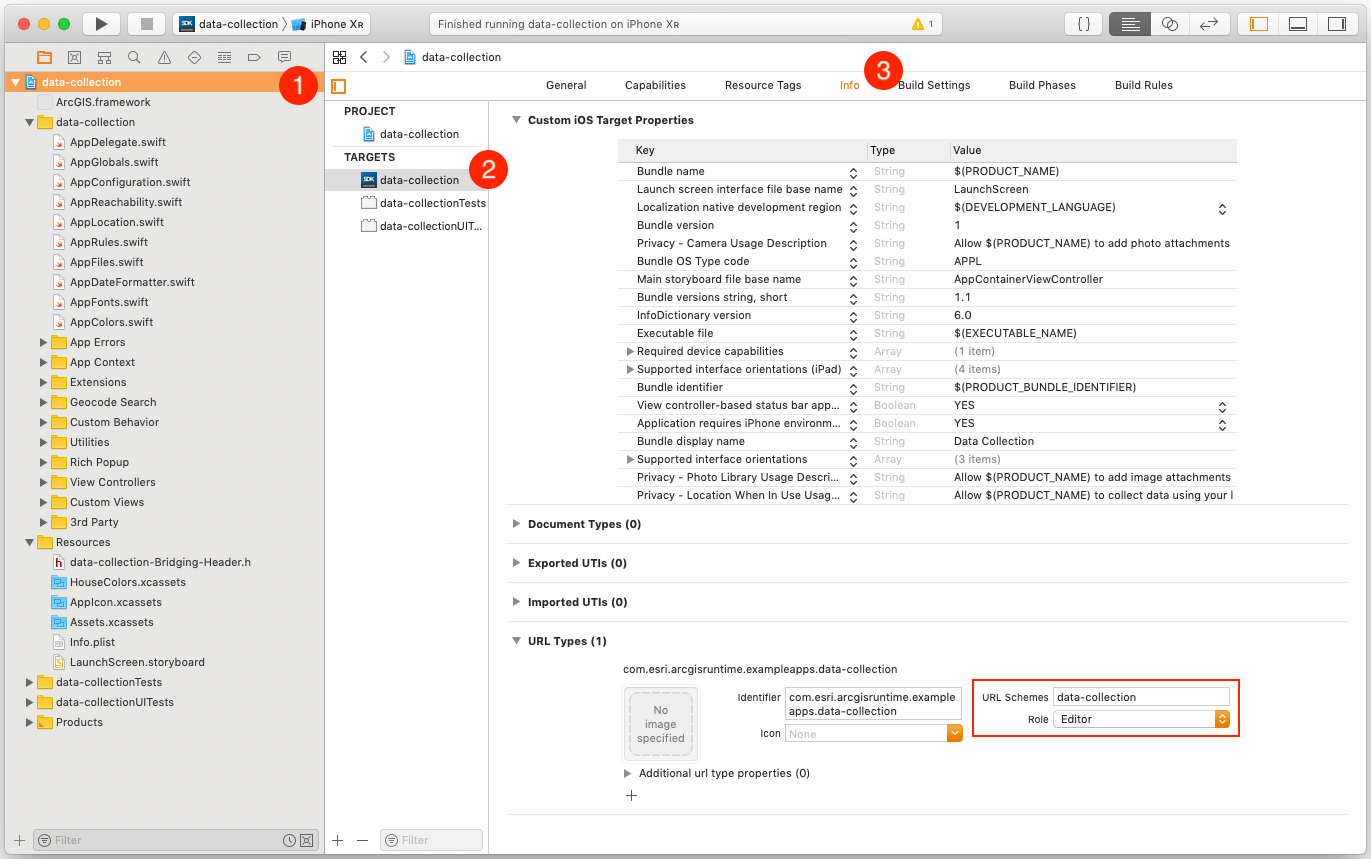 data-collection
iPhone XR
Finished running data-collection on iPhone XR
1
data-collection
data-collection
1
ArcGIS.framework
data-collection
AppDelegate.swift
AppGlobals.swift
AppConfiguration.swift
AppReachability.swift
AppLocation.swift
AppRules.swift
AppFiles.swift
AppDateFormatter.swift
AppFonts.swift
AppColors.swift
App Errors
App Context
Extensions
Geocode Search
Custom Behavior
Utilities
Rich Popup
View Controllers
Custom Views
3rd Party
Resources
h data-collection-Bridging-Header.h
HouseColors.xcassets
AppIcon.xcassets
Assets.xcassets
Info.plist
LaunchScreen.storyboard
data-collectionTests
data-collectionUITests
Products
Filter
PROJECT
data-collection
TARGETS
2
SDK data-collection
data-collectionTests
data-collectionUIT...
Filter
General Capabilities Resource Tags Info 3 Build Settings Build Phases Build Rules
Custom iOS Target Properties
Key Type Value
Bundle name String $(PRODUCT_NAME)
Launch screen interface file base name String LaunchScreen
Localization native development region String $(DEVELOPMENT_LANGUAGE)
Bundle version String 1
Privacy - Camera Usage Description String Allow $(PRODUCT_NAME) to add photo attachments
Bundle OS Type code String APPL
Main storyboard file base name String AppContainerViewController
Bundle versions string, short String 1.1
InfoDictionary version String 6.0
Executable file String $(EXECUTABLE_NAME)
Required device capabilities Array (1 item)
Supported interface orientations (iPad) Array (4 items)
Bundle identifier String $(PRODUCT_BUNDLE_IDENTIFIER)
View controller-based status bar app... Boolean YES
Application requires iPhone environm... Boolean YES
Bundle display name String Data Collection
Supported interface orientations Array (3 items)
Privacy - Photo Library Usage Descri... String Allow $(PRODUCT_NAME) to add image attachments
Privacy - Location When In Use Usag... String Allow $(PRODUCT_NAME) to collect data using your l
Document Types (0)
Exported UTIs (0)
Imported UTIs (0)
URL Types (1)
com.esri.arcgisruntime.exampleapps.data-collection
No
image
specified
Identifier com.esri.arcgisruntime.example
apps.data-collection
Icon None
URL Schemes data-collection
Role Editor
Additional url type properties (0)